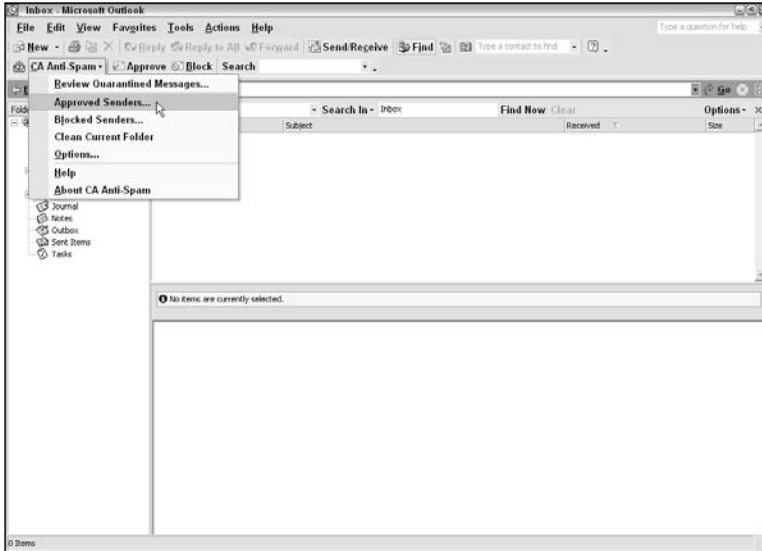 Inbox - Microsoft Outlook
File Edit View Favorites Tools Actions Help Type a question for help
New Reply Reply to All Forward Send/Receive Find Type a contact to find
CA Anti-Spam Approve Block Search
Review Quarantined Messages...
Go
Approved Senders...
Search In Inbox Find Now Clear Options
Blocked Senders...
Subject Received Size
Clean Current Folder
Options...
Help
About CA Anti-Spam
Journal
Notes
Outbox
Sent Items
Tasks
No items are currently selected.
0 Items